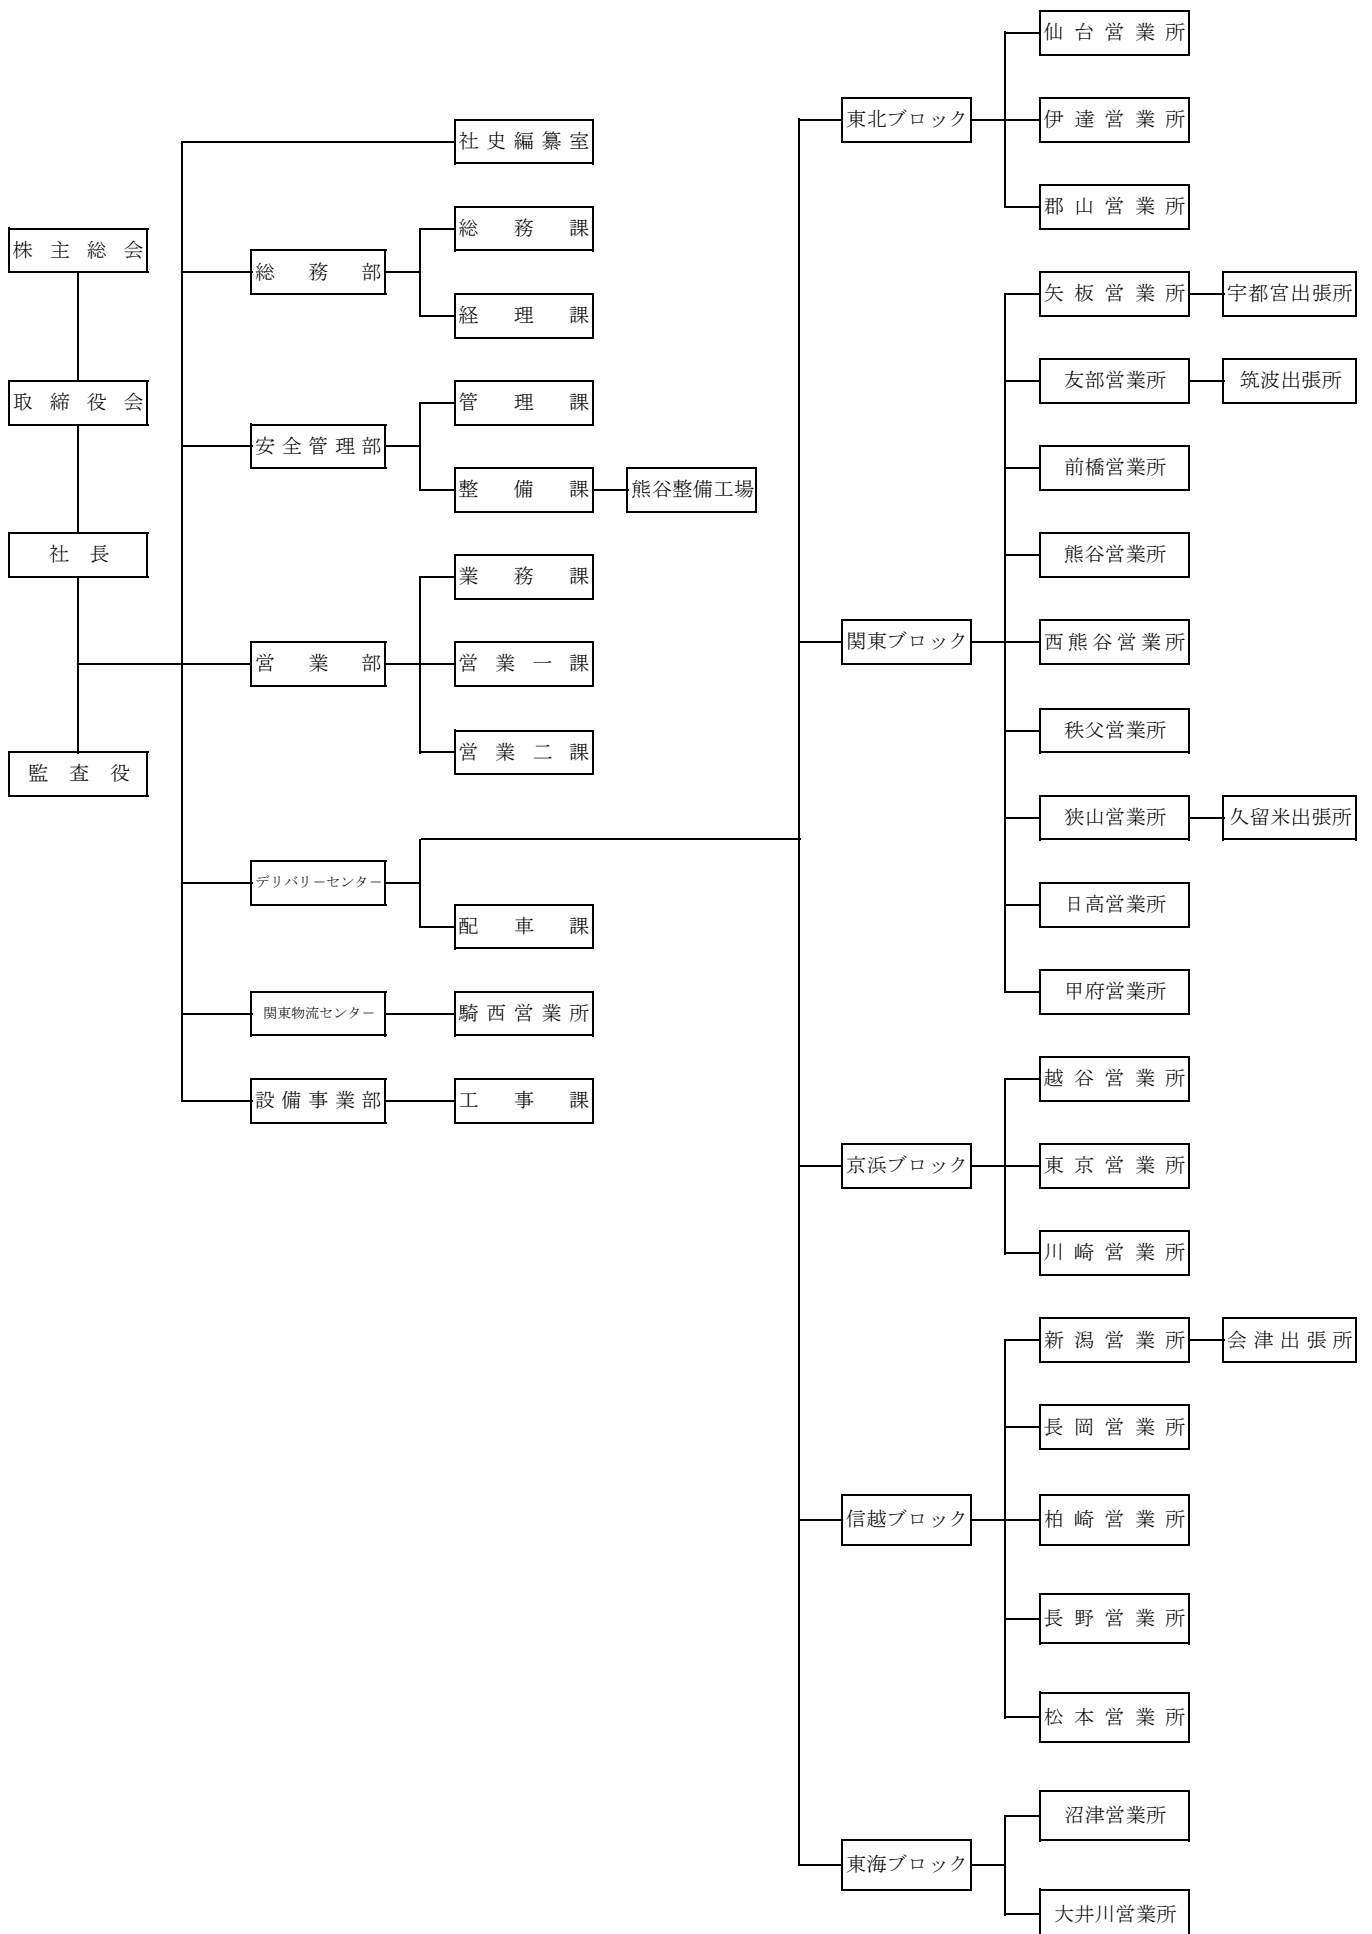 株主総会
取締役会
社長
監査役
社史編纂室
総務部
総務課
経理課
安全管理部
管理課
整備課
熊谷整備工場
営業部
業務課
営業一課
営業二課
デリバリーセンター
配車課
関東物流センター
騎西営業所
設備事業部
工事課
東北ブロック
仙台営業所
伊達営業所
郡山営業所
関東ブロック
矢板営業所
宇都宮出張所
友部営業所
筑波出張所
前橋営業所
熊谷営業所
西熊谷営業所
秩父営業所
狭山営業所
久留米出張所
日高営業所
甲府営業所
京浜ブロック
越谷営業所
東京営業所
川崎営業所
信越ブロック
新潟営業所
会津出張所
長岡営業所
柏崎営業所
長野営業所
松本営業所
東海ブロック
沼津営業所
大井川営業所